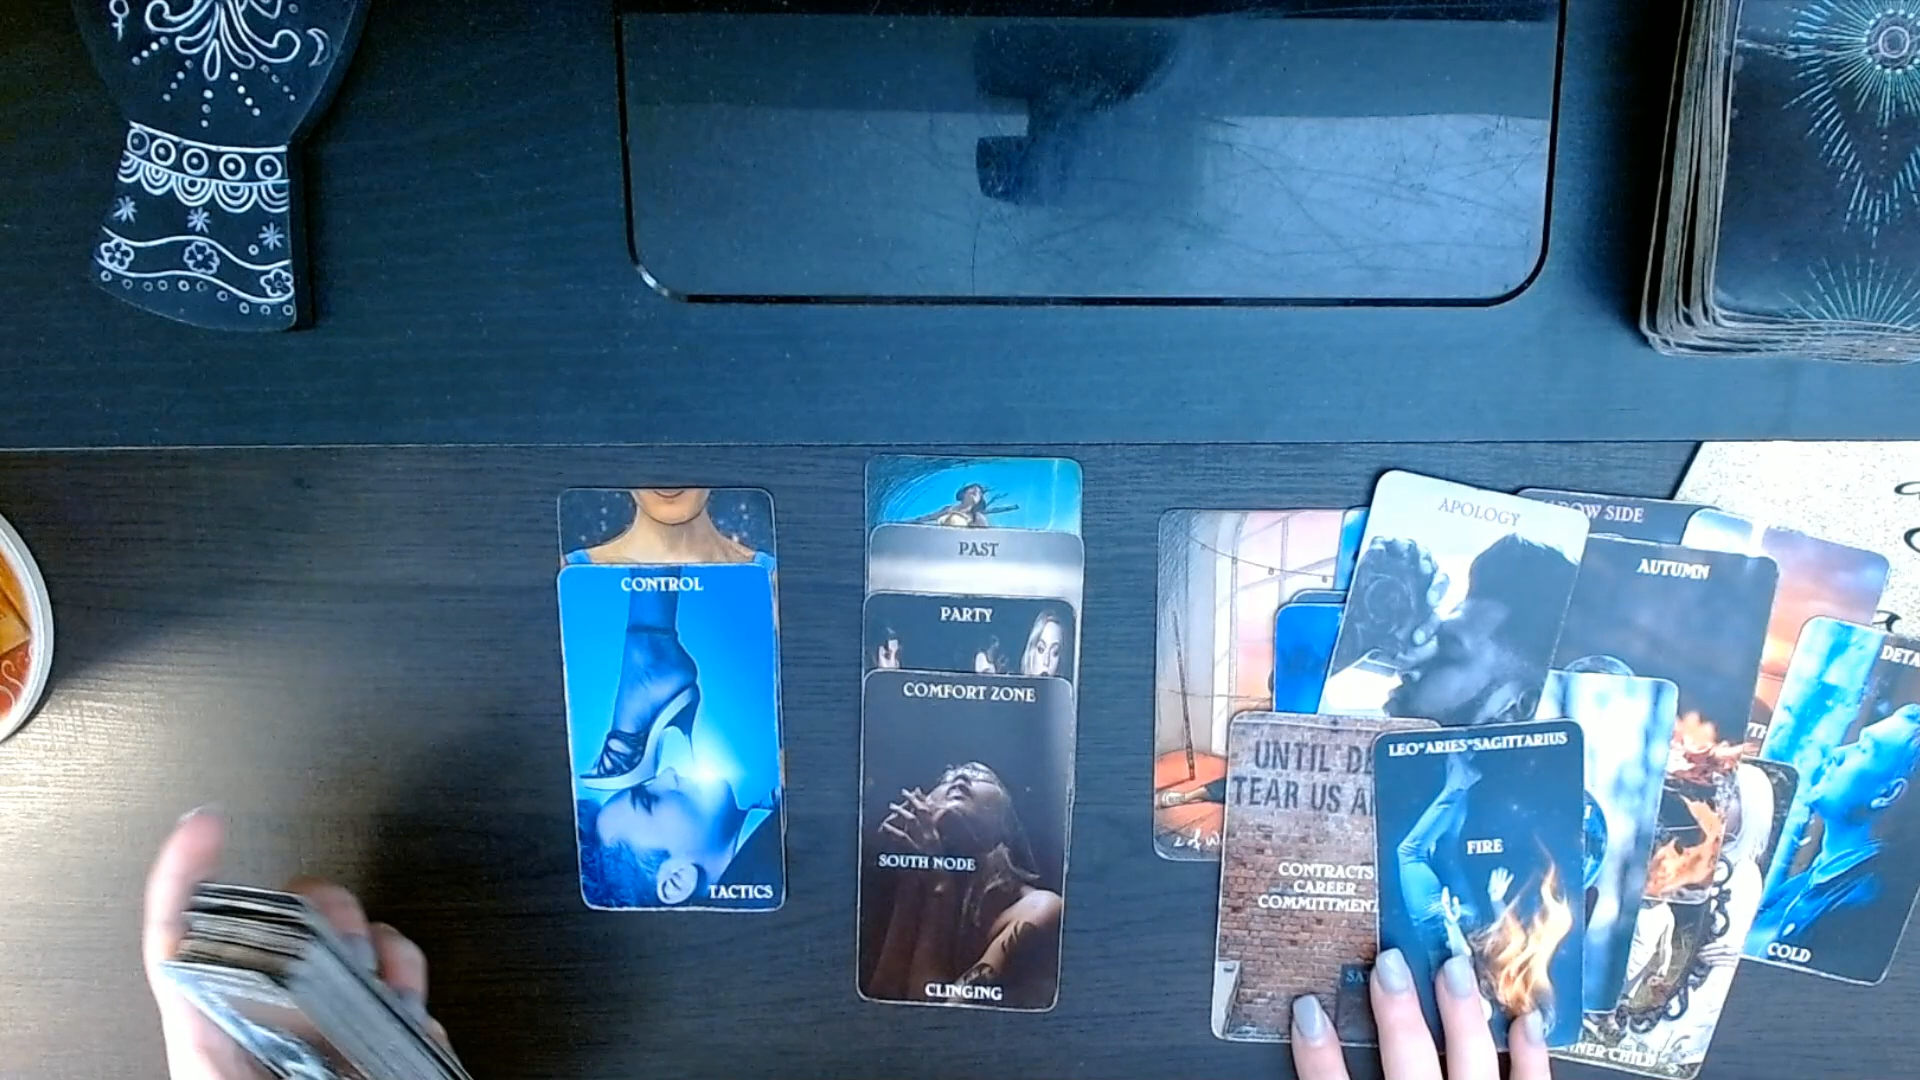 CONTROL
TACTICS
PAST
PARTY
COMFORT ZONE
SOUTH NODE
CLINGING
APOLOGY
SIDE
AUTUMN
COLD
UNTIL
TEAR US
CONTRACTS
CAREER
LEO*ARIES*SAGITTARIUS
FIRE
CHILD